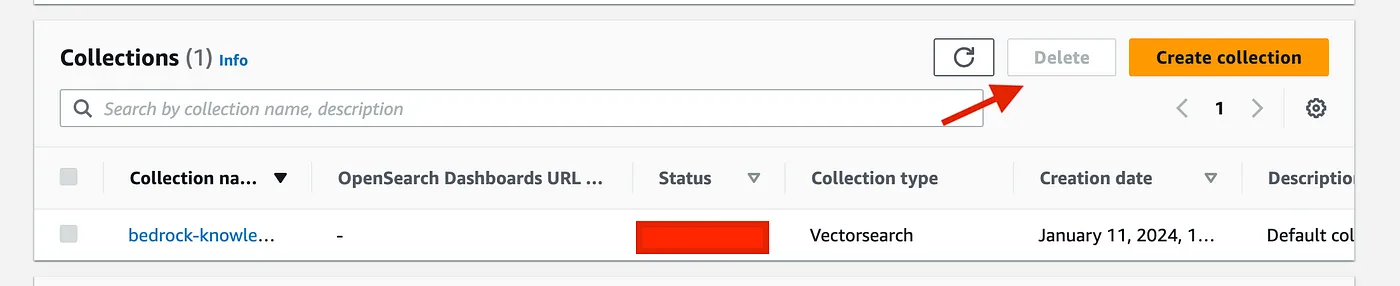 Collections (1) Info
Delete
Create collection
Search by collection name, description
1
Collection na... OpenSearch Dashboards URL ... Status Collection type Creation date Descriptio
bedrock-knowle... - Vectorsearch January 11, 2024, 1... Default col